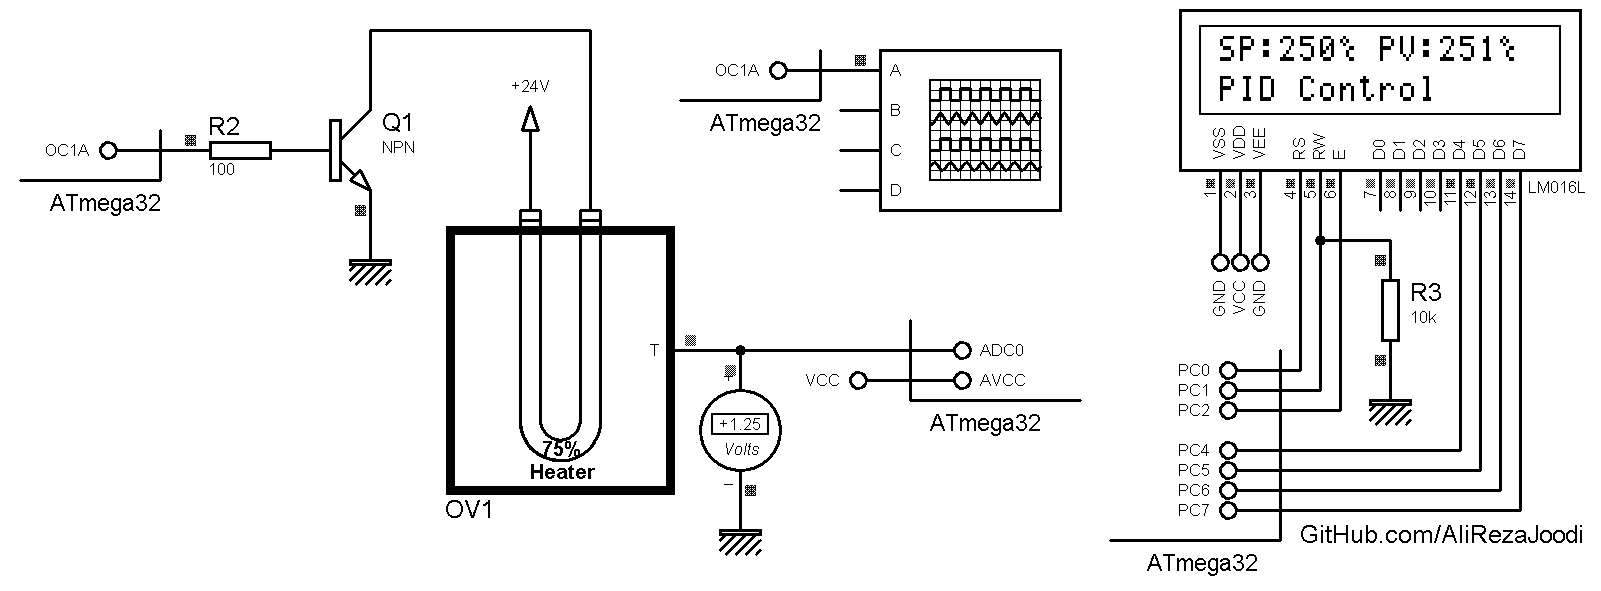 OC1A
ATmega32
R2
100
Q1
NPN
+24V
T
75%
Heater
OV1
+
+1.25
Volts
−
OC1A
ATmega32
A
B
C
D
VCC
ADC0
AVCC
ATmega32
SP:250% PV:251%
PID Control
VSS
VDD
VEE
RS
RW
E
D0
D1
D2
D3
D4
D5
D6
D7
1
2
3
4
5
6
7
8
9
10
11
12
13
14
LM016L
GND
VCC
GND
R3
10k
PC0
PC1
PC2
PC4
PC5
PC6
PC7
ATmega32
GitHub.com/AliRezaJoodi